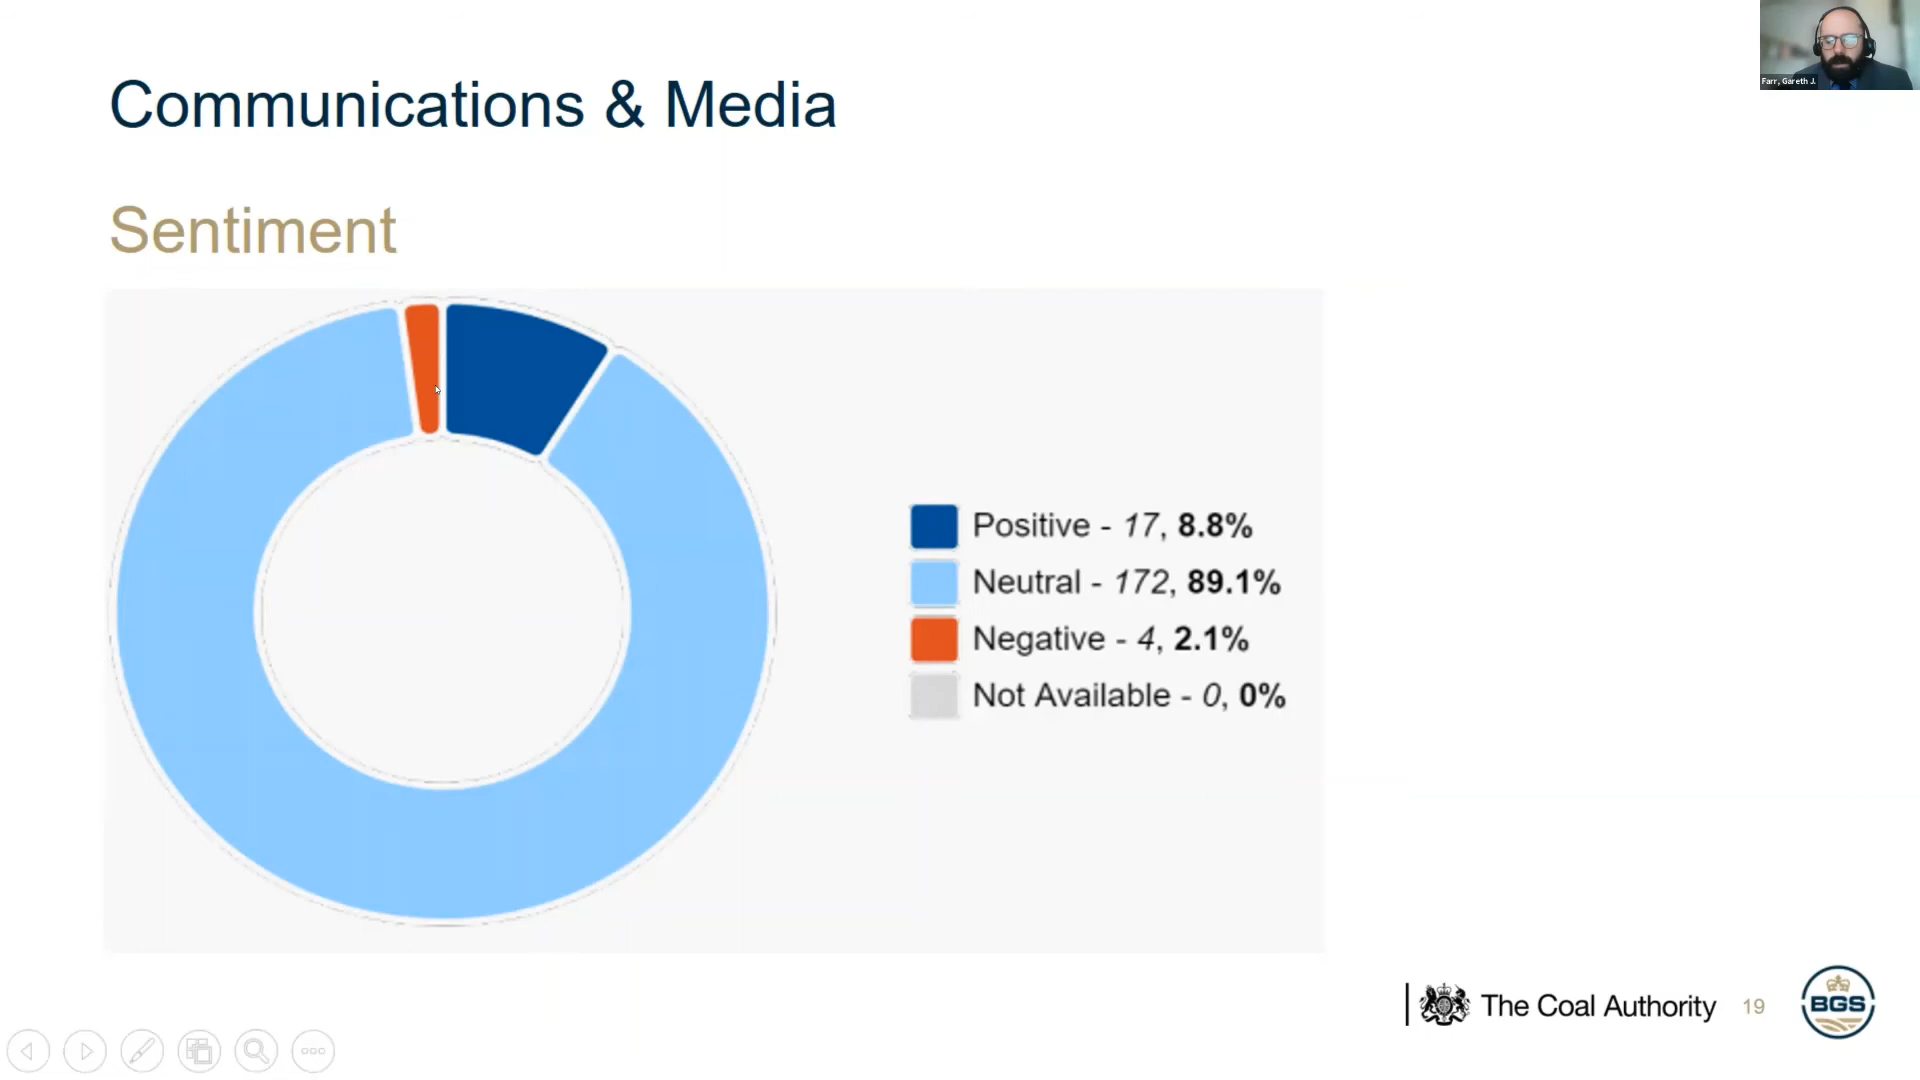 Communications & Media
Farr, Gareth J.
Sentiment
Positive - 17, 8.8%
Neutral - 172, 89.1%
Negative - 4, 2.1%
Not Available - 0, 0%
The Coal Authority
19
BGS